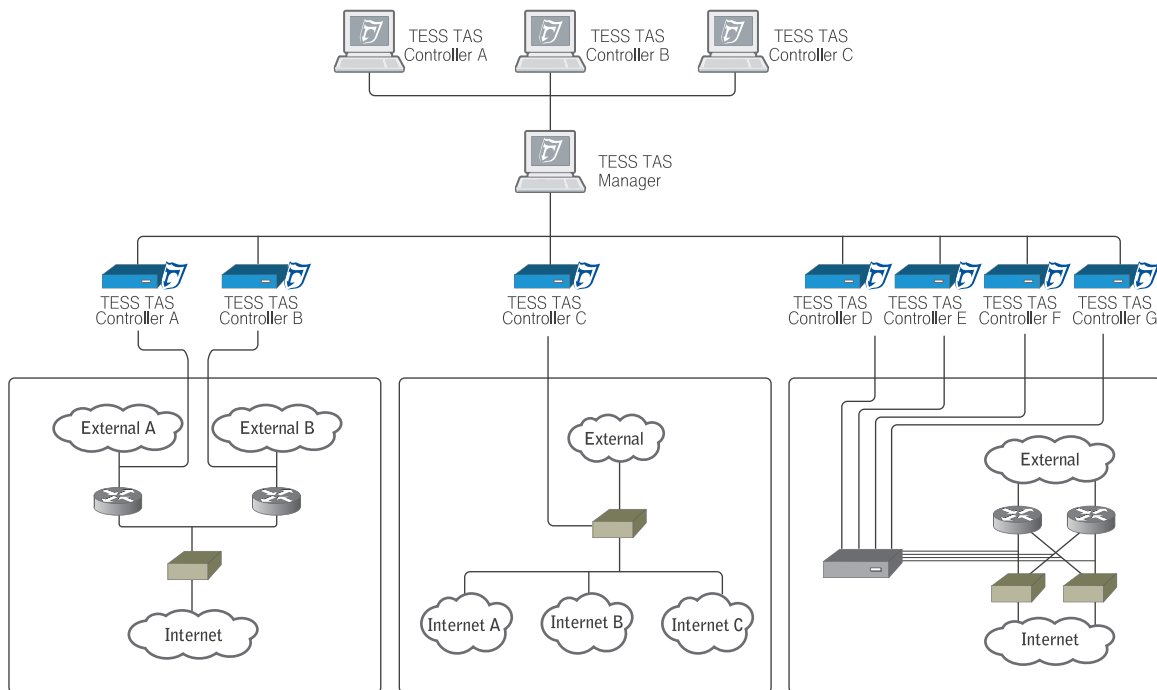 TESS TAS
Controller A
TESS TAS
Controller B
TESS TAS
Controller C
TESS TAS
Manager
TESS TAS
Controller A
TESS TAS
Controller B
TESS TAS
Controller C
TESS TAS
Controller D
TESS TAS
Controller E
TESS TAS
Controller F
TESS TAS
Controller G
External A
External B
Internet
External
Internet A
Internet B
Internet C
External
Internet